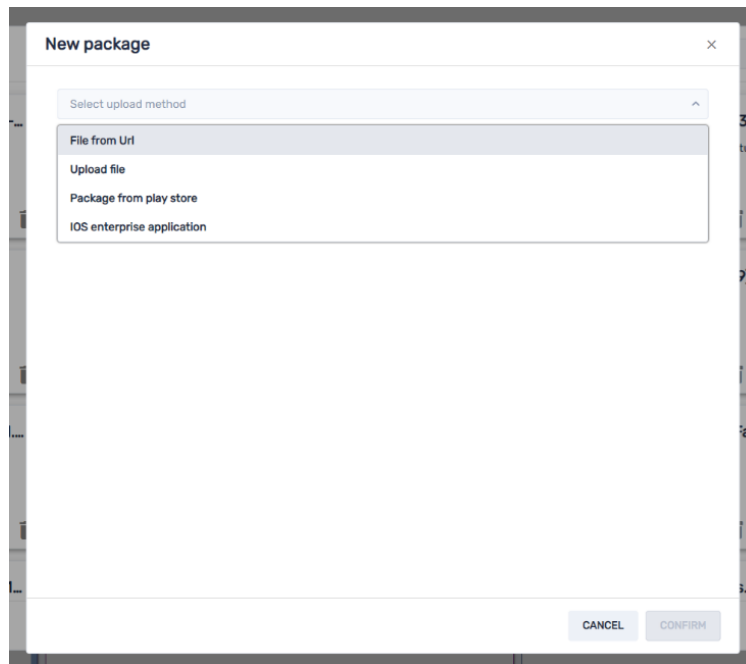 New package
Select upload method
File from Url
Upload file
Package from play store
IOS enterprise application
CANCEL
CONFIRM